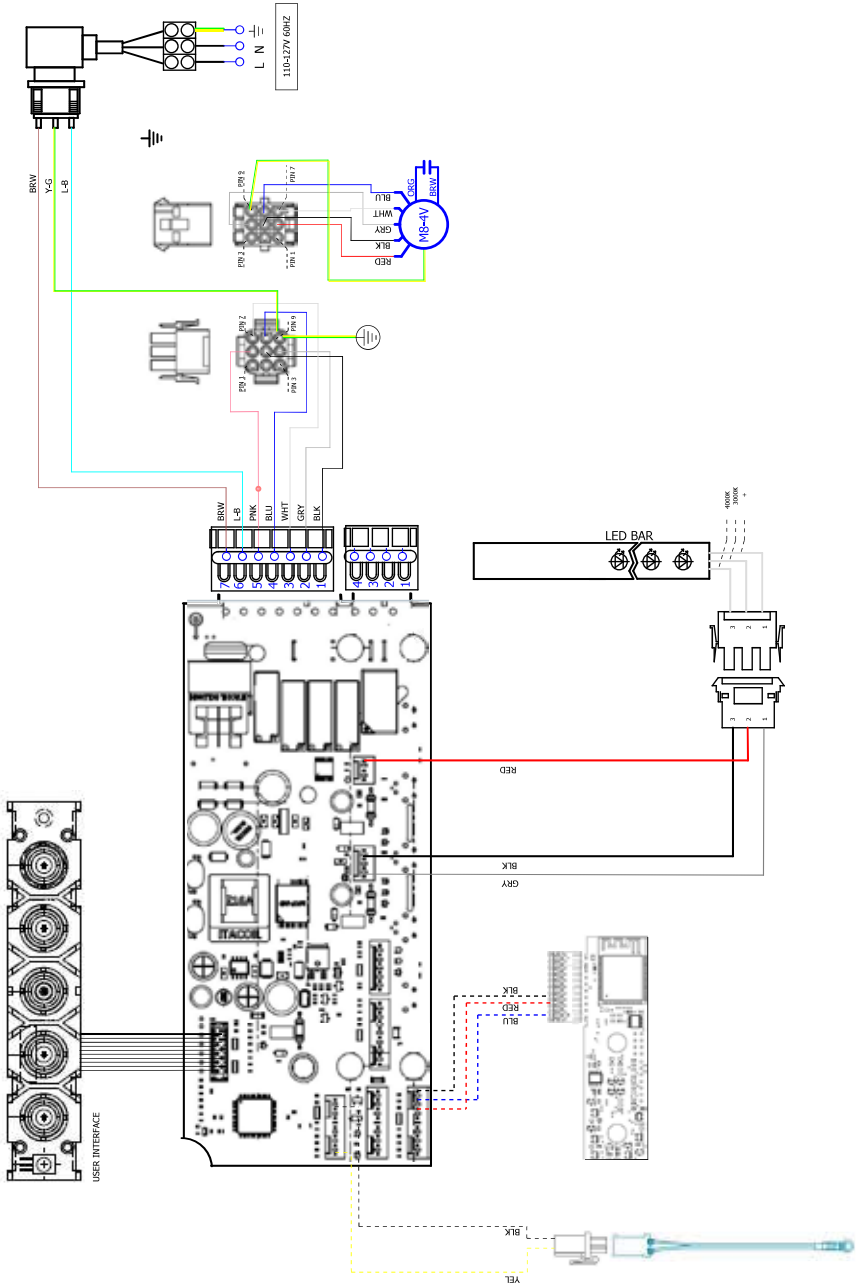 110-127V 60HZ
L N
BRW
Y-G
L-B
PIN 9
PIN 7
PIN 2
PIN 1
BLU
WHT
GRY
BLK
RED
ORG
BRW
M8-4V
PIN 7
PIN 9
PIN 1
PIN 3
BRW
L-B
PNK
BLU
WHT
GRY
BLK
7 6 5 4 3 2 1
4 3 2 1
LED BAR
4000K
3000K
+
3 2 1
3 2 1
RED
BLK
GRY
ITACOIL
BLK
RED
BLU
USER INTERFACE
BLK
YEL